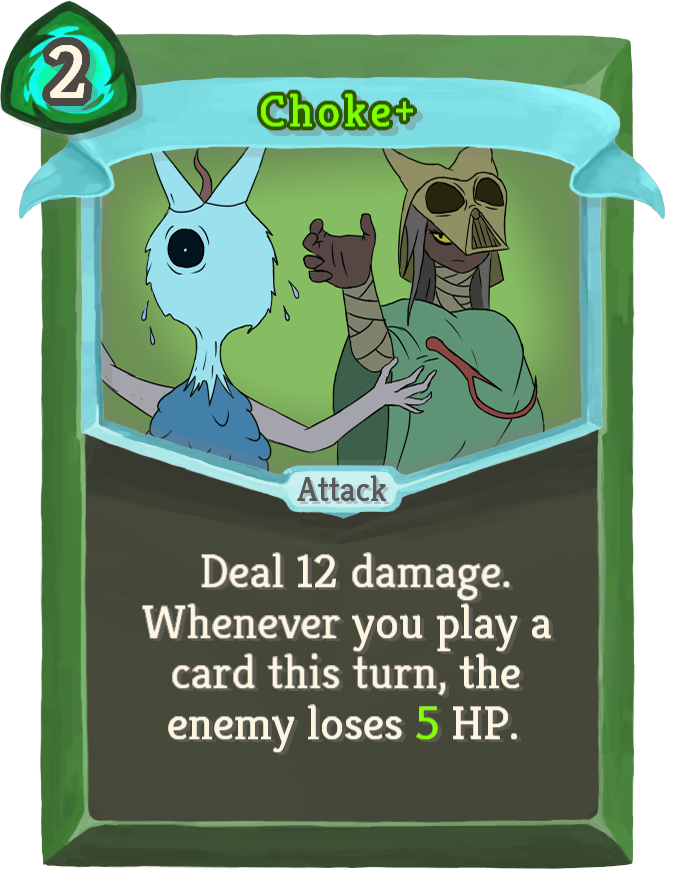 2
Choke+
Attack
Deal 12 damage.
Whenever you play a
card this turn, the
enemy loses 5 HP.